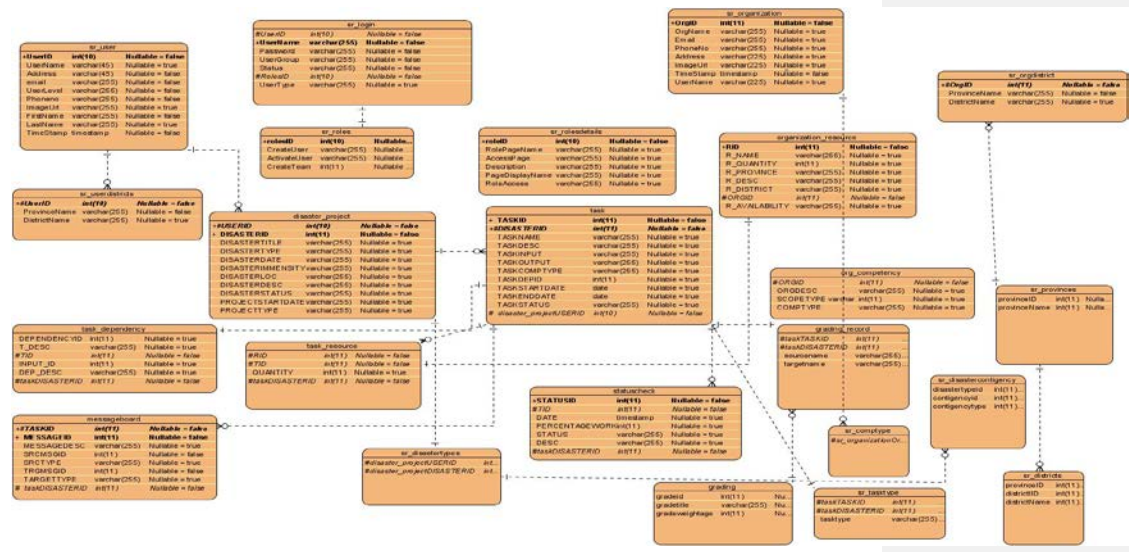 sr_user
+UserID int(10) Nullable = false
UserName varchar(45) Nullable = true
Address varchar(45) Nullable = false
email varchar(255) Nullable = false
UserLevel varchar(255) Nullable = false
Phoneno varchar(255) Nullable = false
ImageUrl varchar(255) Nullable = true
FirstName varchar(255) Nullable = true
LastName varchar(255) Nullable = true
TimeStamp timestamp Nullable = false
sr_login
#UserID int(10) Nullable = false
+UserName varchar(255) Nullable = false
Password varchar(255) Nullable = false
UserGroup varchar(255) Nullable = false
Status varchar(255) Nullable = false
#RolesID int(10) Nullable = false
UserType varchar(255) Nullable = true
sr_organization
+OrgID int(11) Nullable = false
OrgName varchar(255) Nullable = true
Email varchar(255) Nullable = true
PhoneNo varchar(255) Nullable = true
Address varchar(225) Nullable = true
ImageUrl varchar(225) Nullable = true
TimeStamp timestamp Nullable = false
UserName varchar(225) Nullable = true
sr_orgdistrict
+#OrgID int(11) Nullable = false
ProvinceName varchar(255) Nullable = false
DistrictName varchar(255) Nullable = true
sr_roles
+rolesID int(10) Nullable...
CreateUser varchar(255) Nullable ...
ActivateUser varchar(255) Nullable ...
CreateTeam int(11) Nullable ...
sr_rolesdetails
+roleID int(10) Nullable = false
RolePageName varchar(255) Nullable = true
AccessPage varchar(255) Nullable = true
Description varchar(255) Nullable = true
PageDisplayName varchar(255) Nullable = true
RoleAccess varchar(255) Nullable = true
organization_resource
+RID int(11) Nullable = false
R_NAME varchar(255) Nullable = true
R_QUANTITY int(11) Nullable = true
R_PROVINCE varchar(255) Nullable = true
R_DESC varchar(255) Nullable = true
R_DISTRICT varchar(255) Nullable = true
#ORGID int(11) Nullable = false
R_AVAILABILITY varchar(255) Nullable = true
sr_userdistricts
+#UserID int(10) Nullable = false
ProvinceName varchar(255) Nullable = false
DistrictName varchar(255) Nullable = true
disaster_project
+#USERID int(10) Nullable = false
+ DISASTERID int(11) Nullable = false
DISASTERTITLE varchar(255) Nullable = true
DISASTERTYPE varchar(255) Nullable = true
DISASTERDATE varchar(255) Nullable = true
DISASTERIMMENSITY varchar(255) Nullable = true
DISASTERLOC varchar(255) Nullable = true
DISASTERDESC varchar(255) Nullable = true
DISASTERSTATUS varchar(255) Nullable = true
PROJECTSTARTDATE varchar(255) Nullable = true
PROJECTTYPE varchar(255) Nullable = true
task
+ TASKID int(11) Nullable = false
+#DISASTERID int(11) Nullable = false
TASKNAME varchar(255) Nullable = true
TASKDESC varchar(255) Nullable = true
TASKINPUT varchar(255) Nullable = true
TASKOUTPUT varchar(255) Nullable = true
TASKCOMPTYPE varchar(255) Nullable = true
TASKDEPID int(11) Nullable = true
TASKSTARTDATE date Nullable = true
TASKENDDATE date Nullable = true
TASKSTATUS varchar(255) Nullable = true
# disaster_projectUSERID int(10) Nullable = false
org_competency
#ORGID int(11) Nullable = false
ORGDESC varchar(255) Nullable = true
SCOPETYPE varchar int(11) Nullable = true
COMPTYPE varchar(255) Nullable = true
sr_provinces
provinceID int(11) Nulla...
provinceName int(11) Nulla...
task_dependency
DEPENDENCYID int(11) Nullable = true
T_DESC varchar(255) Nullable = true
#TID int(11) Nullable = false
INPUT_ID int(11) Nullable = true
DEP_DESC varchar(255) Nullable = true
#taskDISASTERID int(11) Nullable = false
task_resource
#RID int(11) Nullable = false
#TID int(11) Nullable = false
QUANTITY int(11) Nullable = true
#taskDISASTERID int(11) Nullable = false
grading_record
#taskTASKID int(11) ...
#taskDISASTERID int(11) ...
sourcename varchar(255)...
targetname varchar(255)...
sr_disastercontigency
disastertypeid int(11)...
contigencyid int(11)...
contigencytype int(11)...
statuscheck
+STATUSID int(11) Nullable = false
#TID int(11) Nullable = false
DATE timestamp Nullable = true
PERCENTAGEWORK int(11) Nullable = true
STATUS varchar(255) Nullable = true
DESC varchar(255) Nullable = true
#taskDISASTERID int(11) Nullable = false
messageboard
+#TASKID int(11) Nullable = false
+ MESSAGEID int(11) Nullable = false
MESSAGEDESC varchar(255) Nullable = true
SRCMSGID int(11) Nullable = false
SRCTYPE varchar(255) Nullable = true
TRGMSGID int(11) Nullable = false
TARGETTYPE varchar(255) Nullable = true
# taskDISASTERID int(11) Nullable = false
sr_disastertypes
#disaster_projectUSERID int...
#disaster_projectDISASTERID int...
sr_comptype
#sr_organizationOr...
grading
gradeid int(11) Nu...
gradetitle varchar(255) Nu...
gradeweightage int(11) Nu...
sr_tasktype
#taskTASKID int(11) ...
#taskDISASTERID int(11) ...
tasktype varchar(255)...
sr_districts
provinceID int(11)...
districtID int(11)...
districtName int(11)...